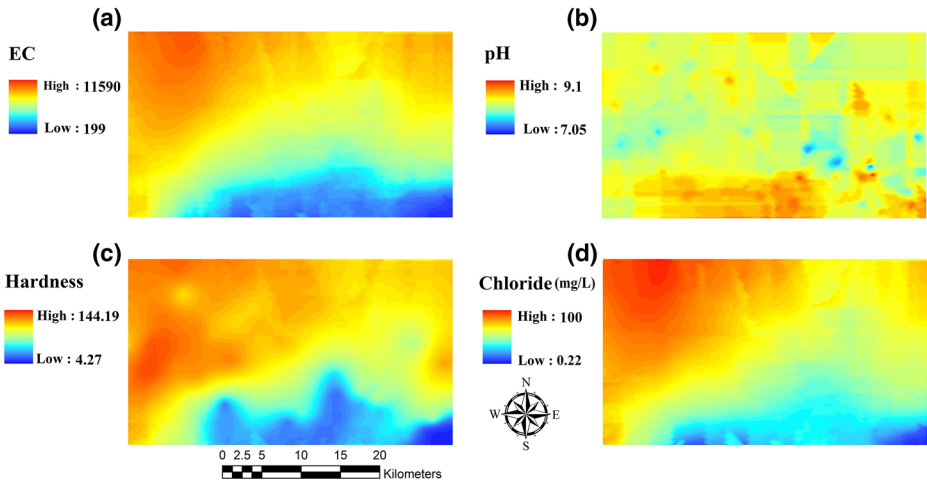 (a)
EC
High : 11590
Low : 199
(b)
pH
High : 9.1
Low : 7.05
(c)
Hardness
High : 144.19
Low : 4.27
(d)
Chloride (mg/L)
High : 100
Low : 0.22
N
W E
S
0 2.5 5 10 15 20
Kilometers